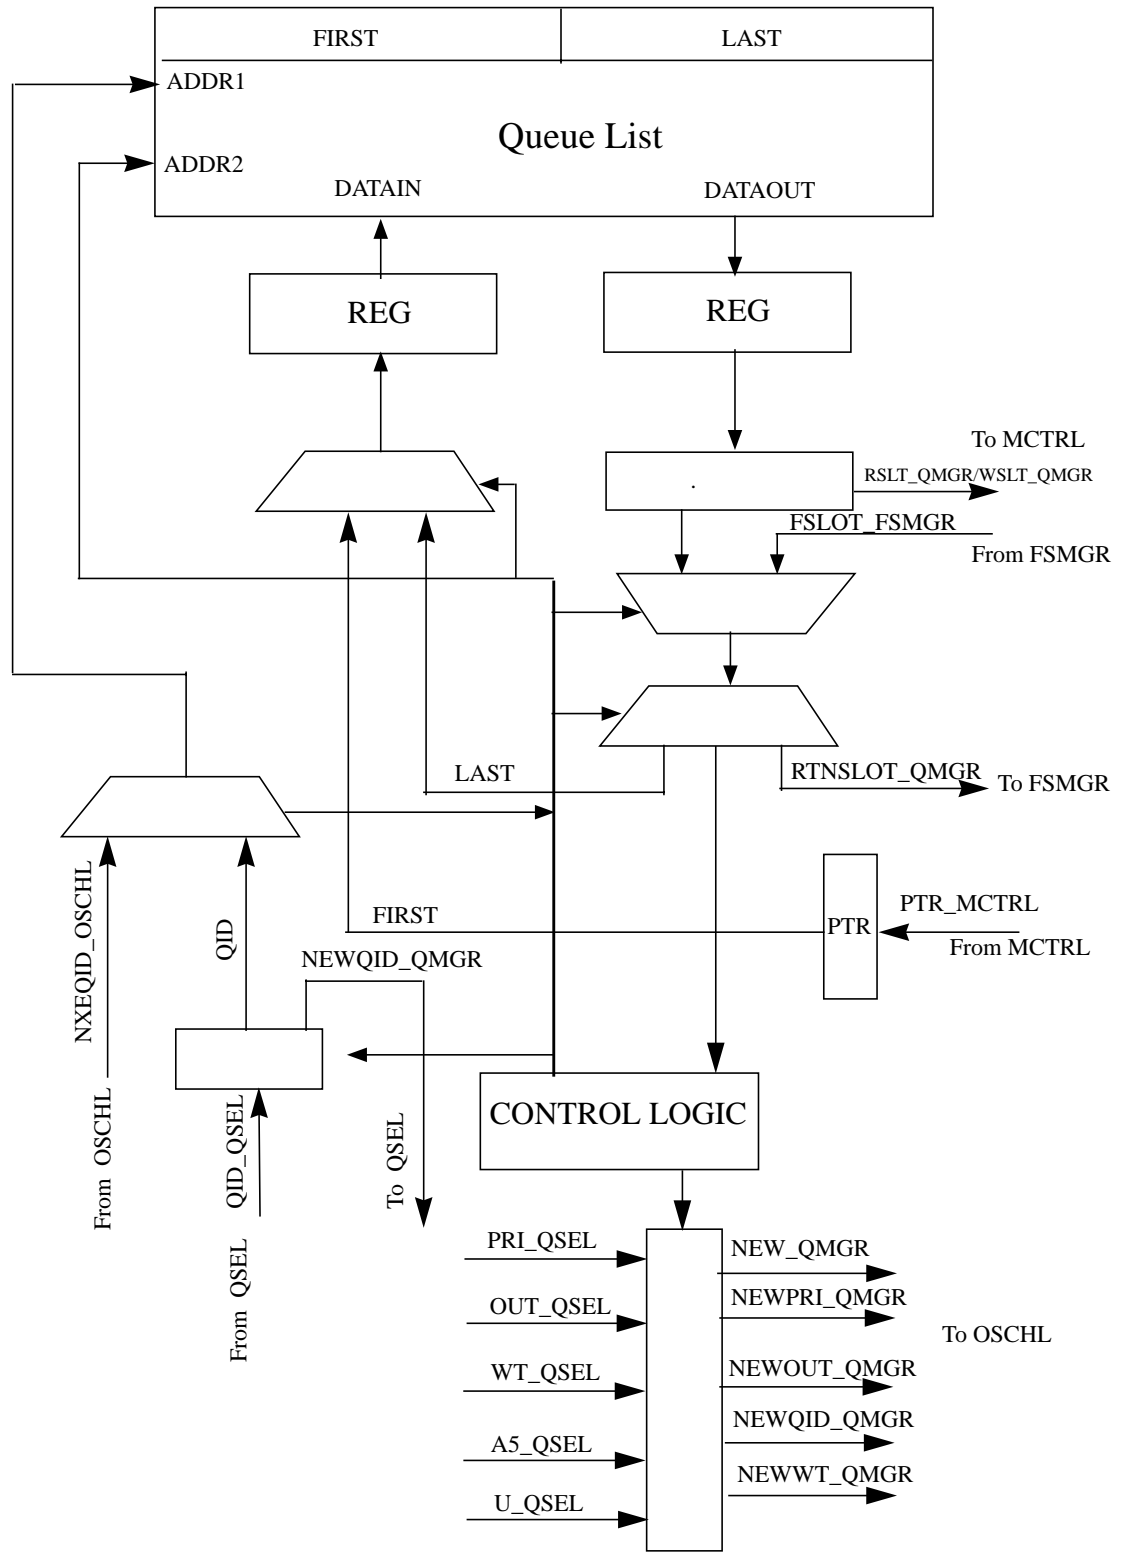 FIRST
LAST
ADDR1
Queue List
ADDR2
DATAIN
DATAOUT
REG
REG
To MCTRL
RSLT_QMGR/WSLT_QMGR
.
FSLOT_FSMGR
From FSMGR
LAST
RTNSLOT_QMGR
To FSMGR
NXEQID_OSCHL
QID
FIRST
PTR
PTR_MCTRL
From MCTRL
NEWQID_QMGR
From OSCHL
QID_QSEL
From QSEL
To QSEL
CONTROL LOGIC
PRI_QSEL
NEW_QMGR
OUT_QSEL
NEWPRI_QMGR
To OSCHL
WT_QSEL
NEWOUT_QMGR
A5_QSEL
NEWQID_QMGR
U_QSEL
NEWWT_QMGR